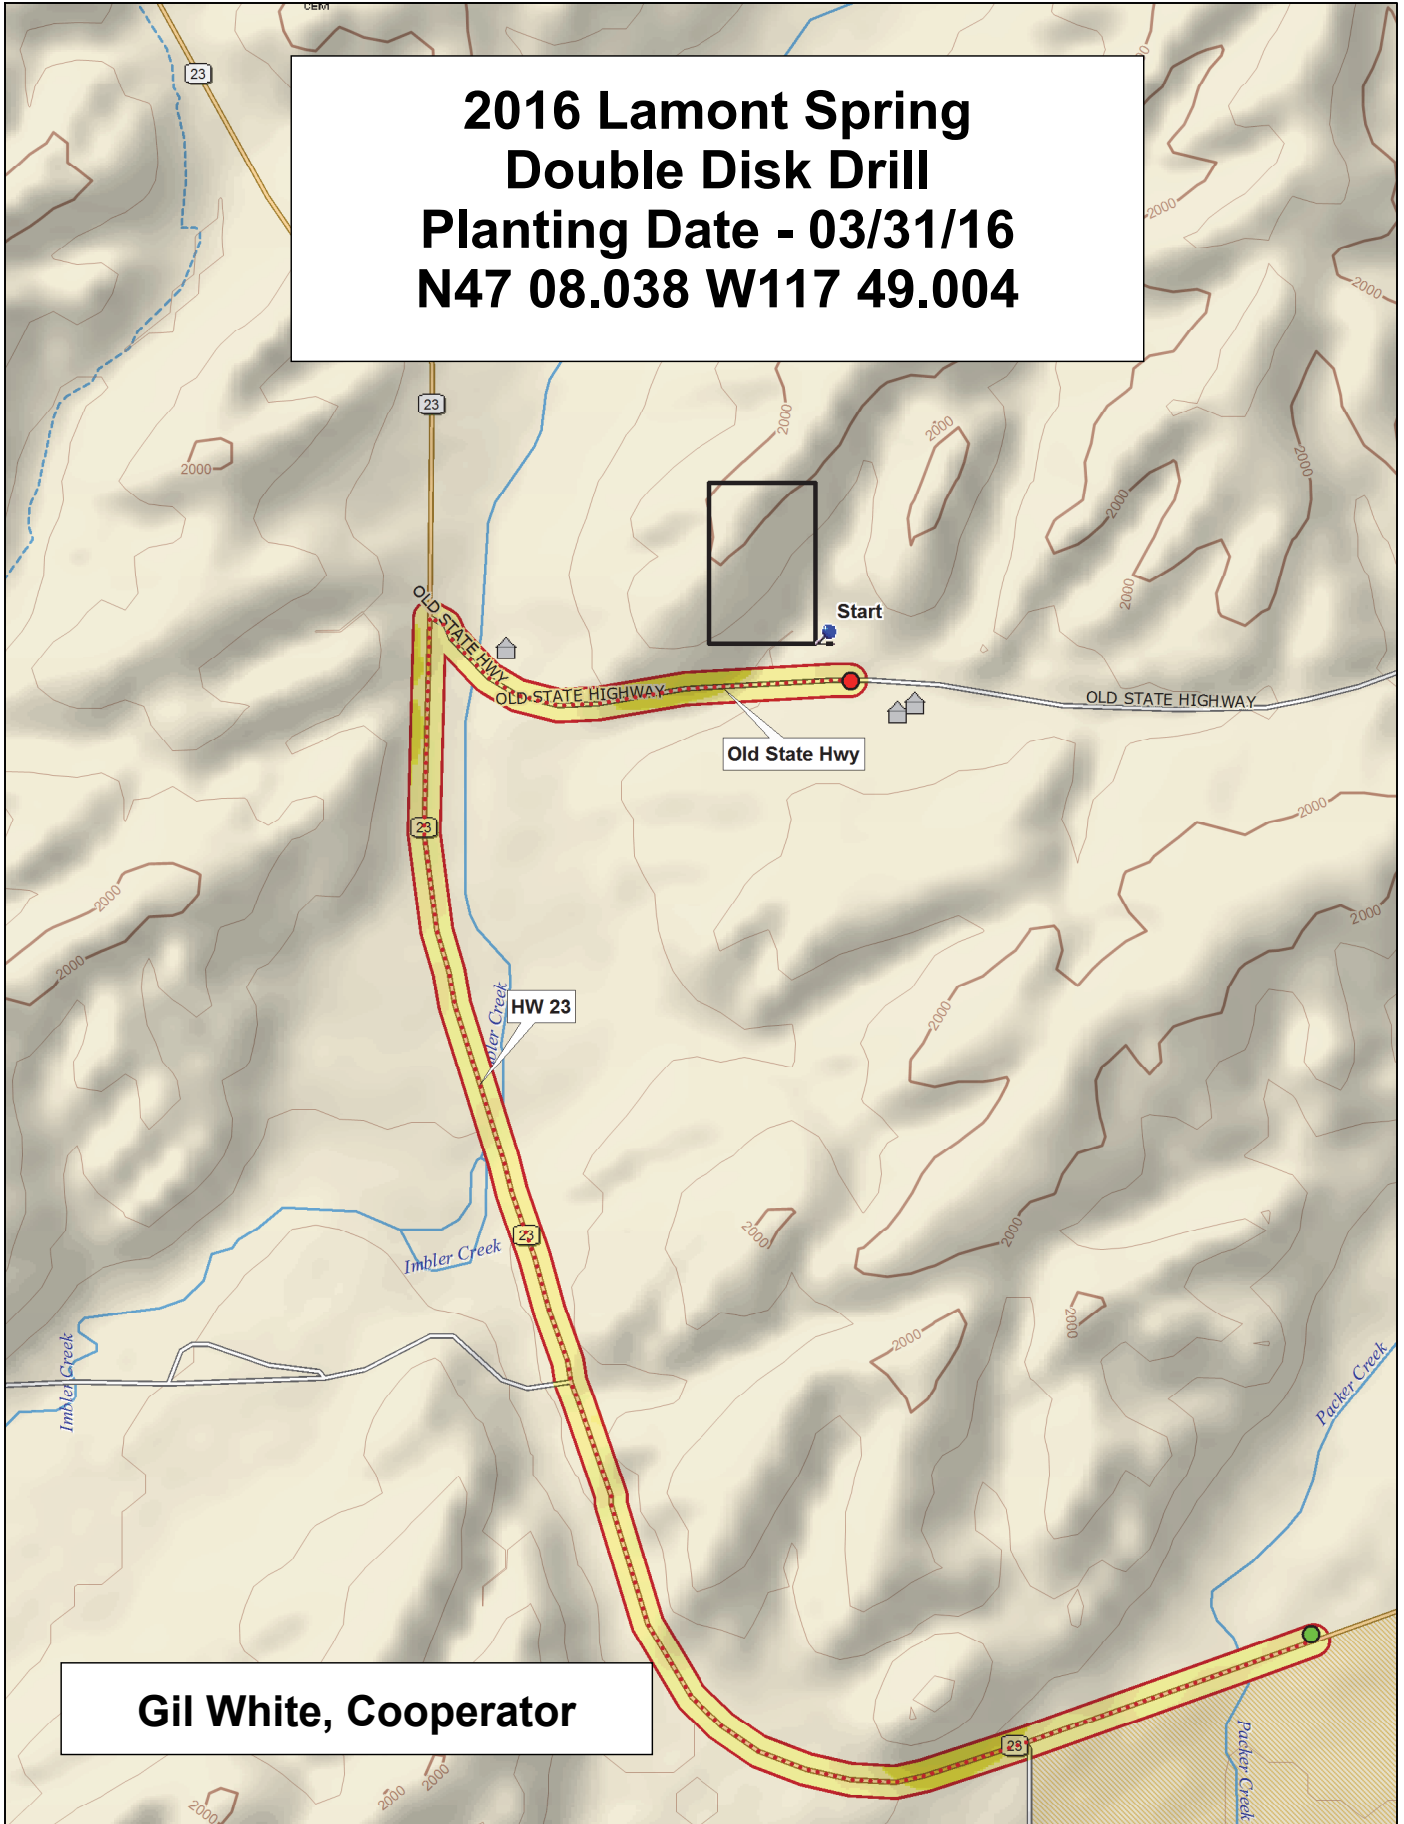 23
2016 Lamont Spring
Double Disk Drill
Planting Date - 03/31/16
N47 08.038 W117 49.004
2000
2000
23
2000
2000
2000
2000
2000
2000
OLD STATE HWY
Start
2000
OLD STATE HIGHWAY
OLD STATE HIGHWAY
Old State Hwy
2000
23
2000
2000
2000
HW 23
2000
2000
23
2000
Imbler Creek
2000
2000
Imbler Creek
Packer Creek
Gil White, Cooperator
23
Packer Creek
2000
2000
2000